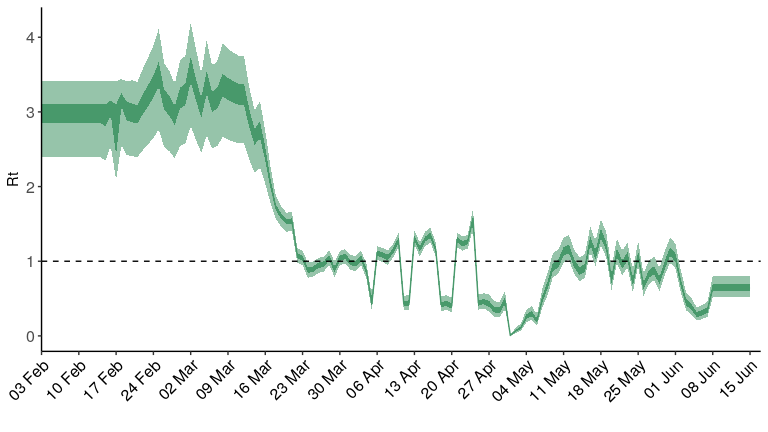 Rt
4
3
2
1
0
03 Feb
10 Feb
17 Feb
24 Feb
02 Mar
09 Mar
16 Mar
23 Mar
30 Mar
06 Apr
13 Apr
20 Apr
27 Apr
04 May
11 May
18 May
25 May
01 Jun
08 Jun
15 Jun